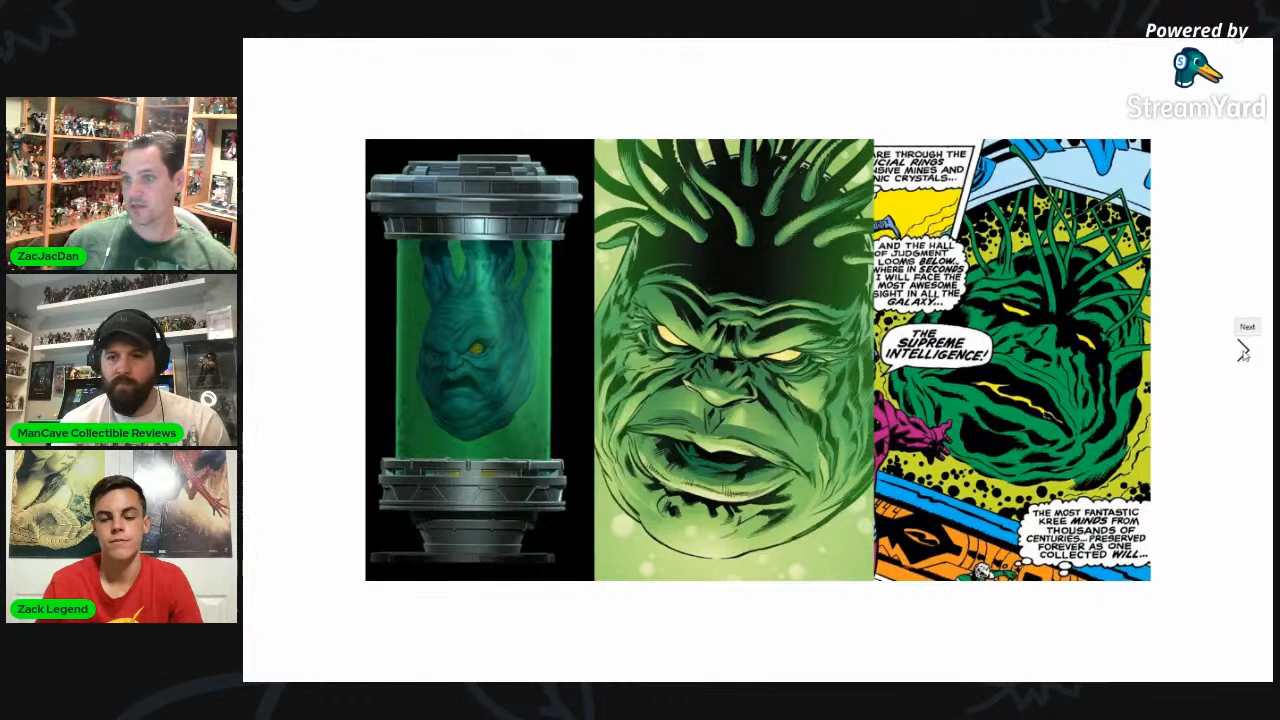 Powered by
StreamYard
ZacJacDan
ManCave Collectible Reviews
Zack Legend
ARE THROUGH THE
ICIAL RINGS
NSIVE MINES AND
NIC CRYSTALS...
AND THE HALL
OF JUDGMENT
LOOMS BELOW...
WHERE IN SECONDS
I WILL FACE THE
MOST AWESOME
SIGHT IN ALL THE
GALAXY...
THE
SUPREME
INTELLIGENCE!
THE MOST FANTASTIC
KREE MINDS FROM
THOUSANDS OF
CENTURIES...PRESERVED
FOREVER AS ONE
COLLECTED WILL...
Next